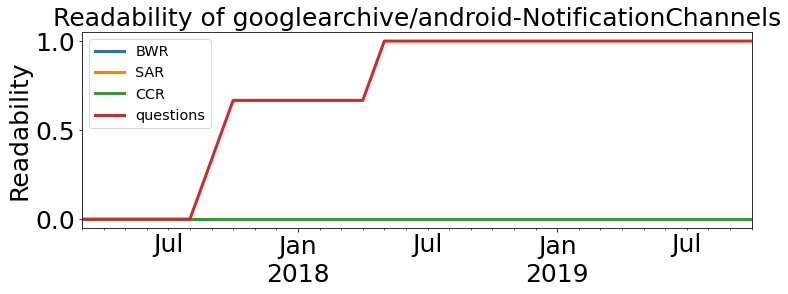 Readability of googlearchive/android-NotificationChannels
BWR
SAR
CCR
questions
Readability
1.0
0.5
0.0
Jul
Jan
2018
Jul
Jan
2019
Jul